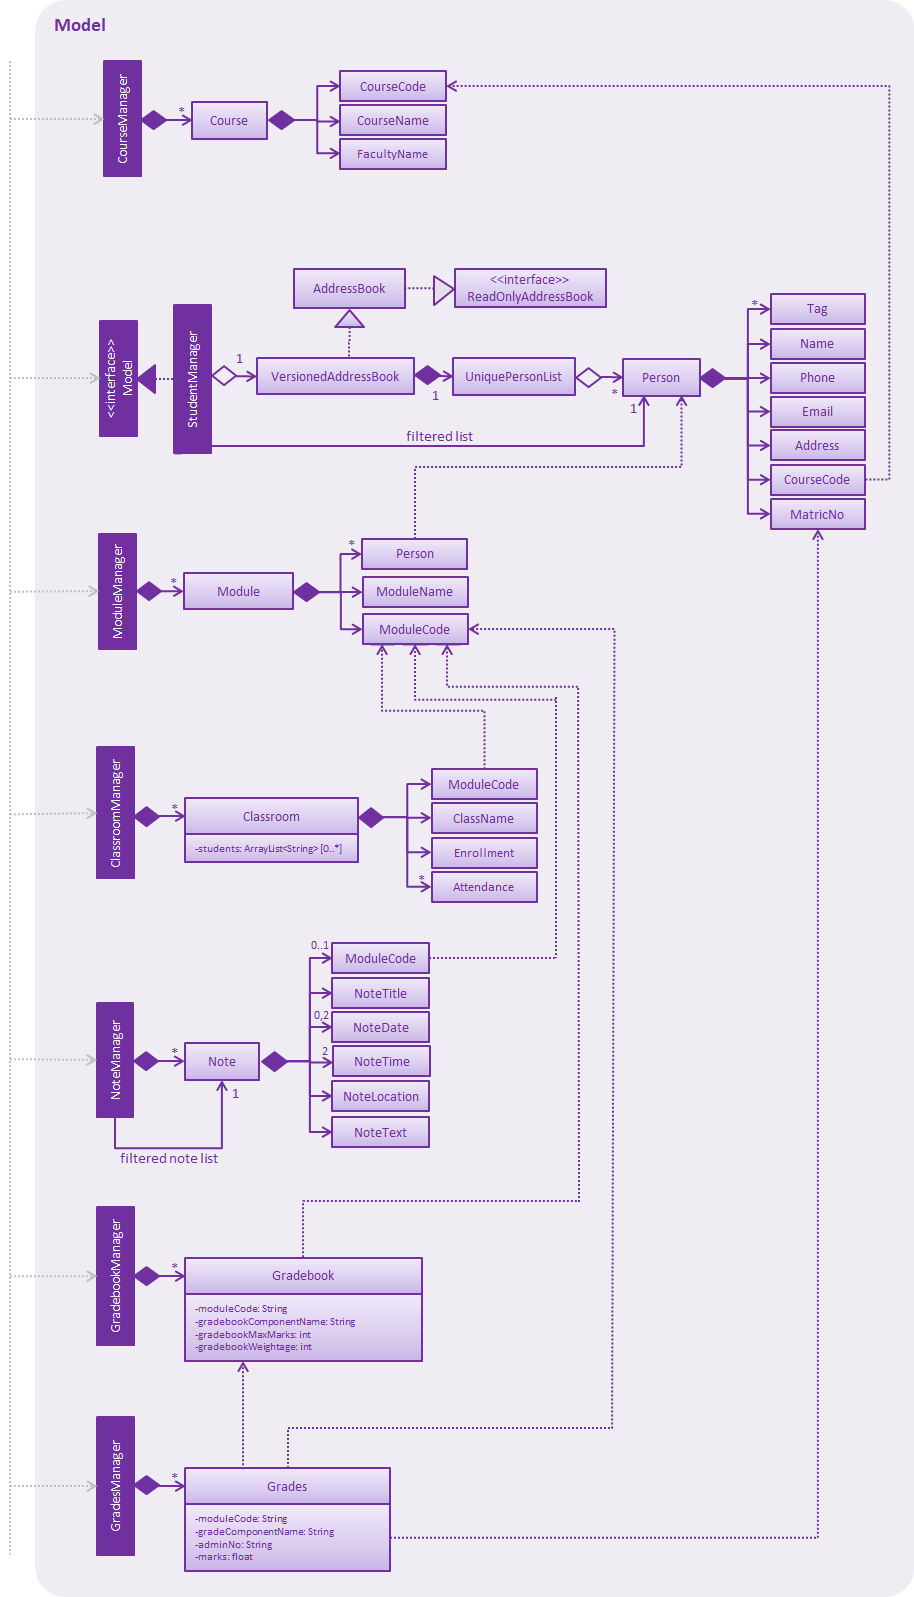 Model
CourseManager
*
Course
CourseCode
CourseName
FacultyName
<<interface>>
Model
StudentManager
1
AddressBook
<<interface>>
ReadOnlyAddressBook
VersionedAddressBook
1
UniquePersonList
*
Person
1
filtered list
*
Tag
Name
Phone
Email
Address
CourseCode
MatricNo
ModuleManager
*
Module
*
Person
ModuleName
ModuleCode
ClassroomManager
*
Classroom
-students: ArrayList<String> [0..*]
ModuleCode
ClassName
Enrollment
*
Attendance
NoteManager
*
Note
1
filtered note list
0..1
ModuleCode
NoteTitle
0,2
NoteDate
2
NoteTime
NoteLocation
NoteText
GradebookManager
*
Gradebook
-moduleCode: String
-gradebookComponentName: String
-gradebookMaxMarks: int
-gradebookWeightage: int
GradesManager
*
Grades
-moduleCode: String
-gradeComponentName: String
-adminNo: String
-marks: float